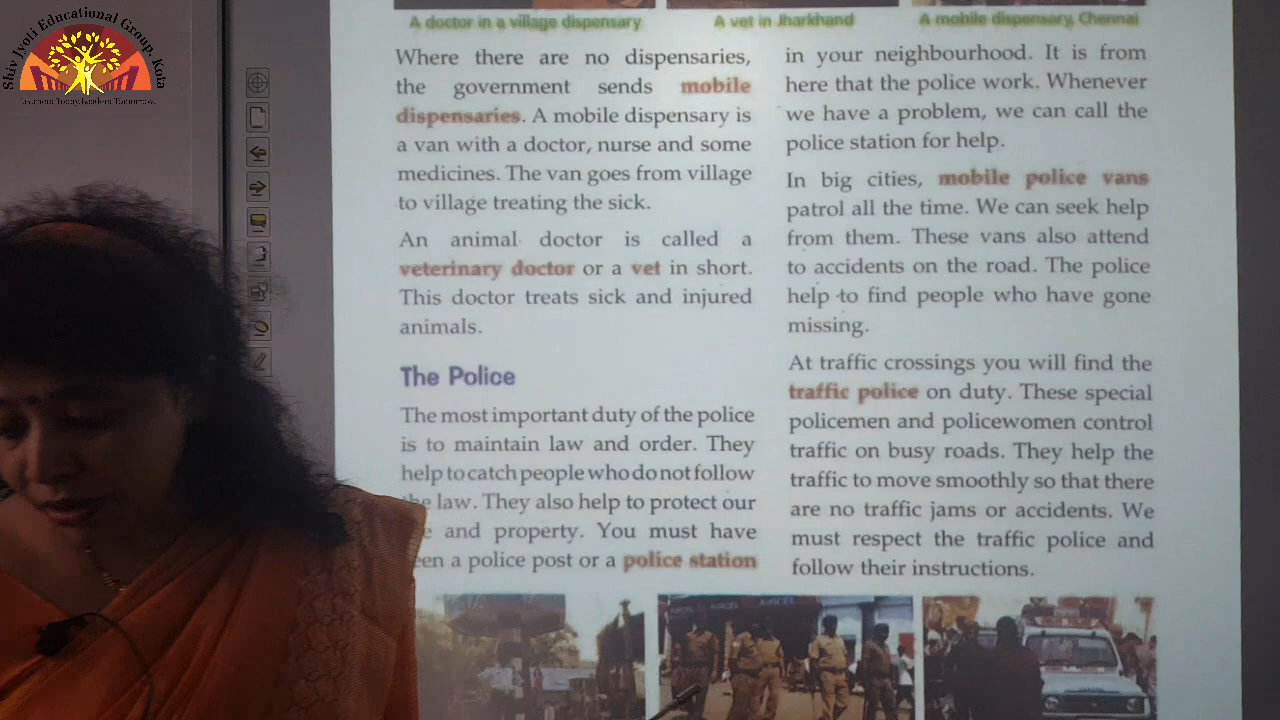 Shiv Jyoti Educational Group, Kota
Learners Today Leaders Tomorrow.
A doctor in a village dispensary
A vet in Jharkhand
A mobile dispensary, Chennai
Where there are no dispensaries,
the government sends mobile
dispensaries. A mobile dispensary is
a van with a doctor, nurse and some
medicines. The van goes from village
to village treating the sick.
An animal doctor is called a
veterinary doctor or a vet in short.
This doctor treats sick and injured
animals.
The Police
The most important duty of the police
is to maintain law and order. They
help to catch people who do not follow
the law. They also help to protect our
and property. You must have
en a police post or a police station
in your neighbourhood. It is from
here that the police work. Whenever
we have a problem, we can call the
police station for help.
In big cities, mobile police vans
patrol all the time. We can seek help
from them. These vans also attend
to accidents on the road. The police
help to find people who have gone
missing.
At traffic crossings you will find the
traffic police on duty. These special
policemen and policewomen control
traffic on busy roads. They help the
traffic to move smoothly so that there
are no traffic jams or accidents. We
must respect the traffic police and
follow their instructions.
AIRCEL